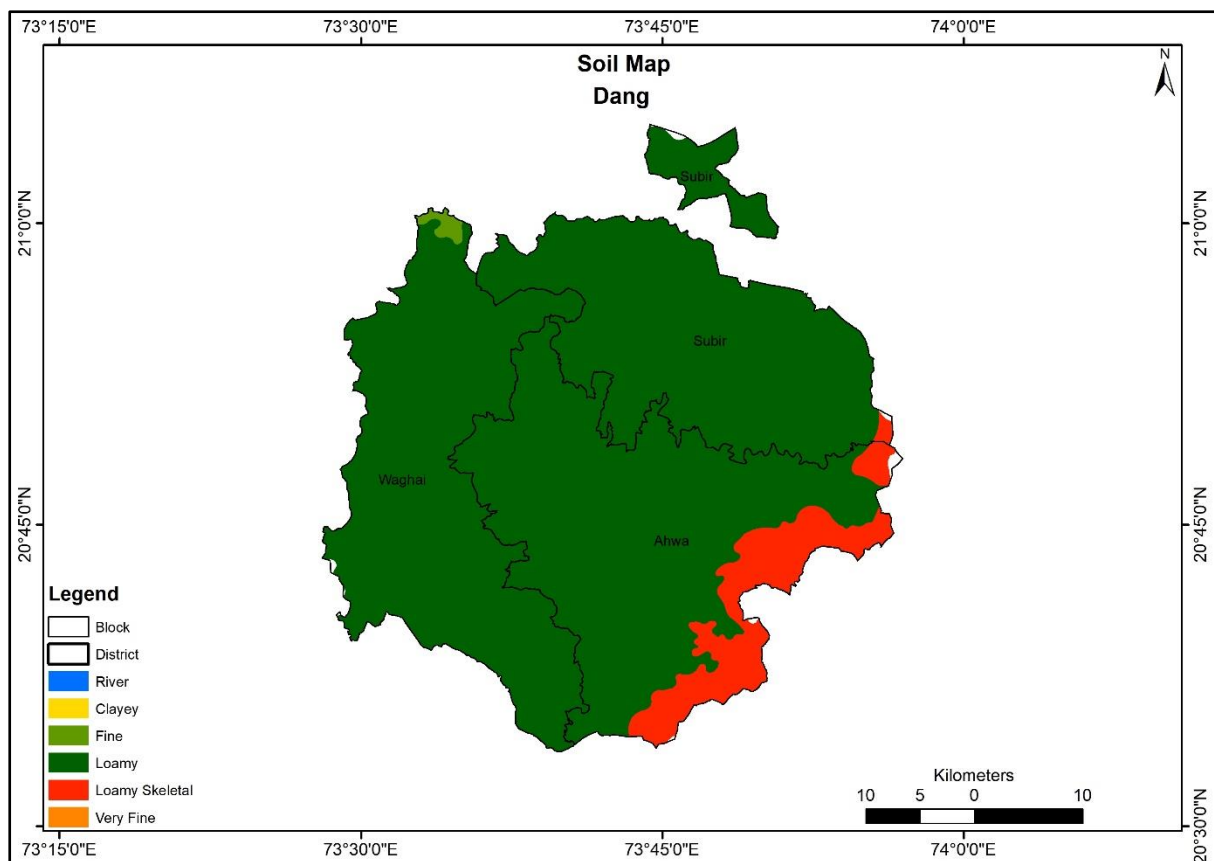 73°15'0"E 73°30'0"E 73°45'0"E 74°0'0"E
Soil Map
Dang
N
Subir
21°0'0"N 21°0'0"N
Subir
Waghai
20°45'0"N 20°45'0"N
Ahwa
Legend
Block
District
River
Clayey
Fine
Loamy
Loamy Skeletal
Very Fine
Kilometers
10 5 0 10
20°30'0"N
73°15'0"E 73°30'0"E 73°45'0"E 74°0'0"E